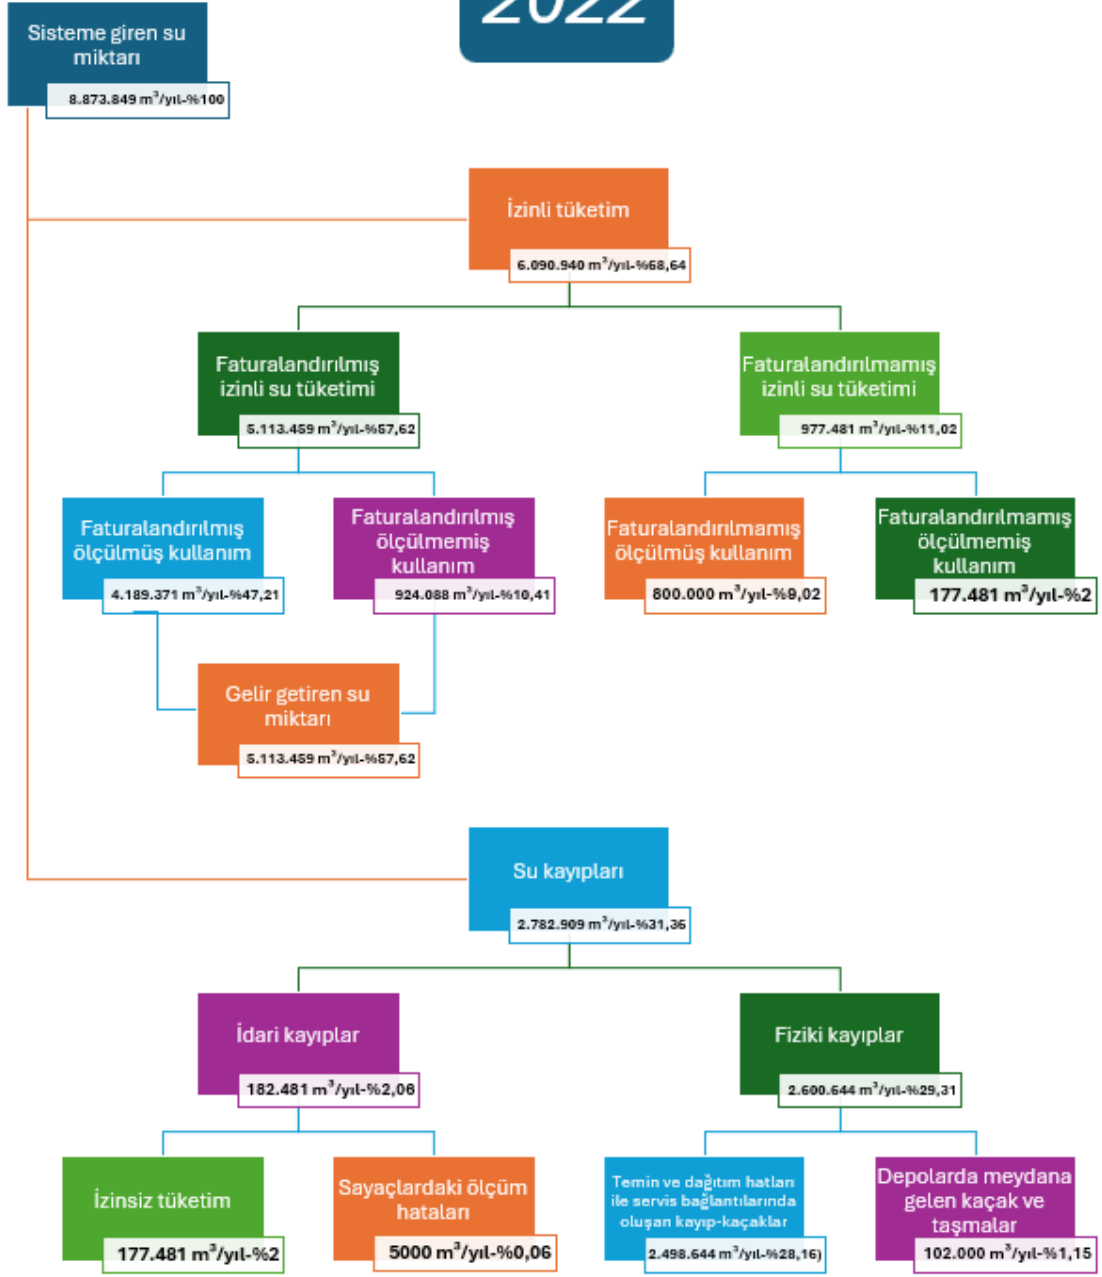 2022
Sisteme giren su
miktarı
8.873.849 m³/yıl-%100
İzinli tüketim
6.090.940 m³/yıl-%68,64
Faturalandırılmış
izinli su tüketimi
5.113.459 m³/yıl-%57,62
Faturalandırılmamış
izinli su tüketimi
977.481 m³/yıl-%11,02
Faturalandırılmış
ölçülmüş kullanım
4.189.371 m³/yıl-%47,21
Faturalandırılmış
ölçülmemiş
kullanım
924.088 m³/yıl-%10,41
Faturalandırılmamış
ölçülmüş kullanım
800.000 m³/yıl-%9,02
Faturalandırılmamış
ölçülmemiş
kullanım
177.481 m³/yıl-%2
Gelir getiren su
miktarı
5.113.459 m³/yıl-%57,62
Su kayıpları
2.782.909 m³/yıl-%31,36
İdari kayıplar
182.481 m³/yıl-%2,06
Fiziki kayıplar
2.600.644 m³/yıl-%29,31
İzinsiz tüketim
177.481 m³/yıl-%2
Sayaçlardaki ölçüm
hataları
5000 m³/yıl-%0,06
Temin ve dağıtım hatları
ile servis bağlantılarında
oluşan kayıp-kaçaklar
2.498.644 m³/yıl-%28,16)
Depolarda meydana
gelen kaçak ve
taşmalar
102.000 m³/yıl-%1,15